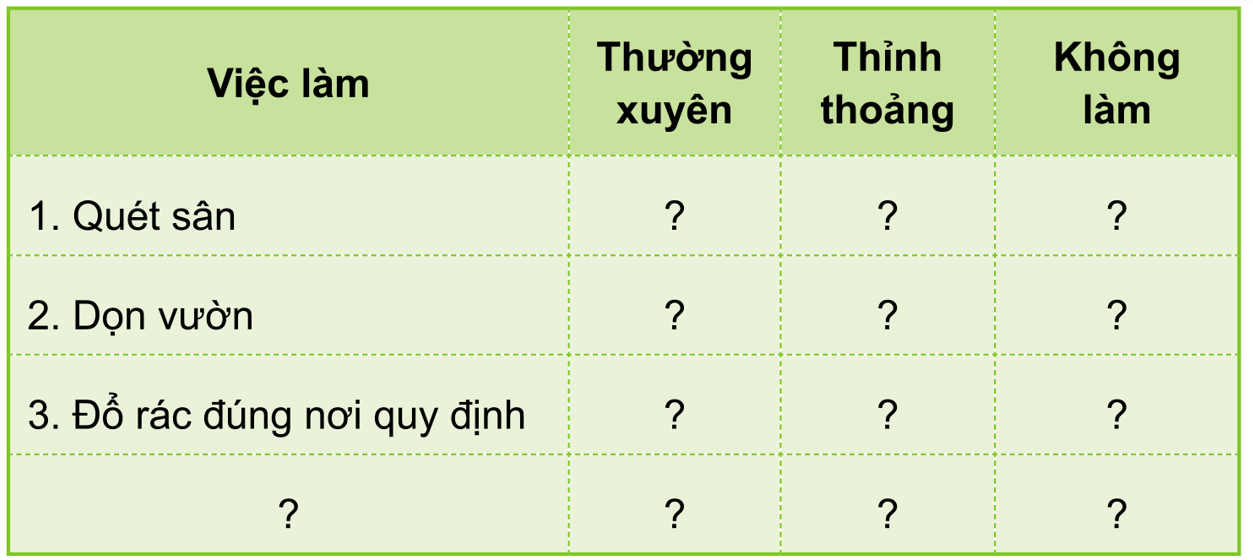 Việc làm Thường xuyên Thỉnh thoảng Không làm
1. Quét sân ? ? ?
2. Dọn vườn ? ? ?
3. Đổ rác đúng nơi quy định ? ? ?
? ? ? ?